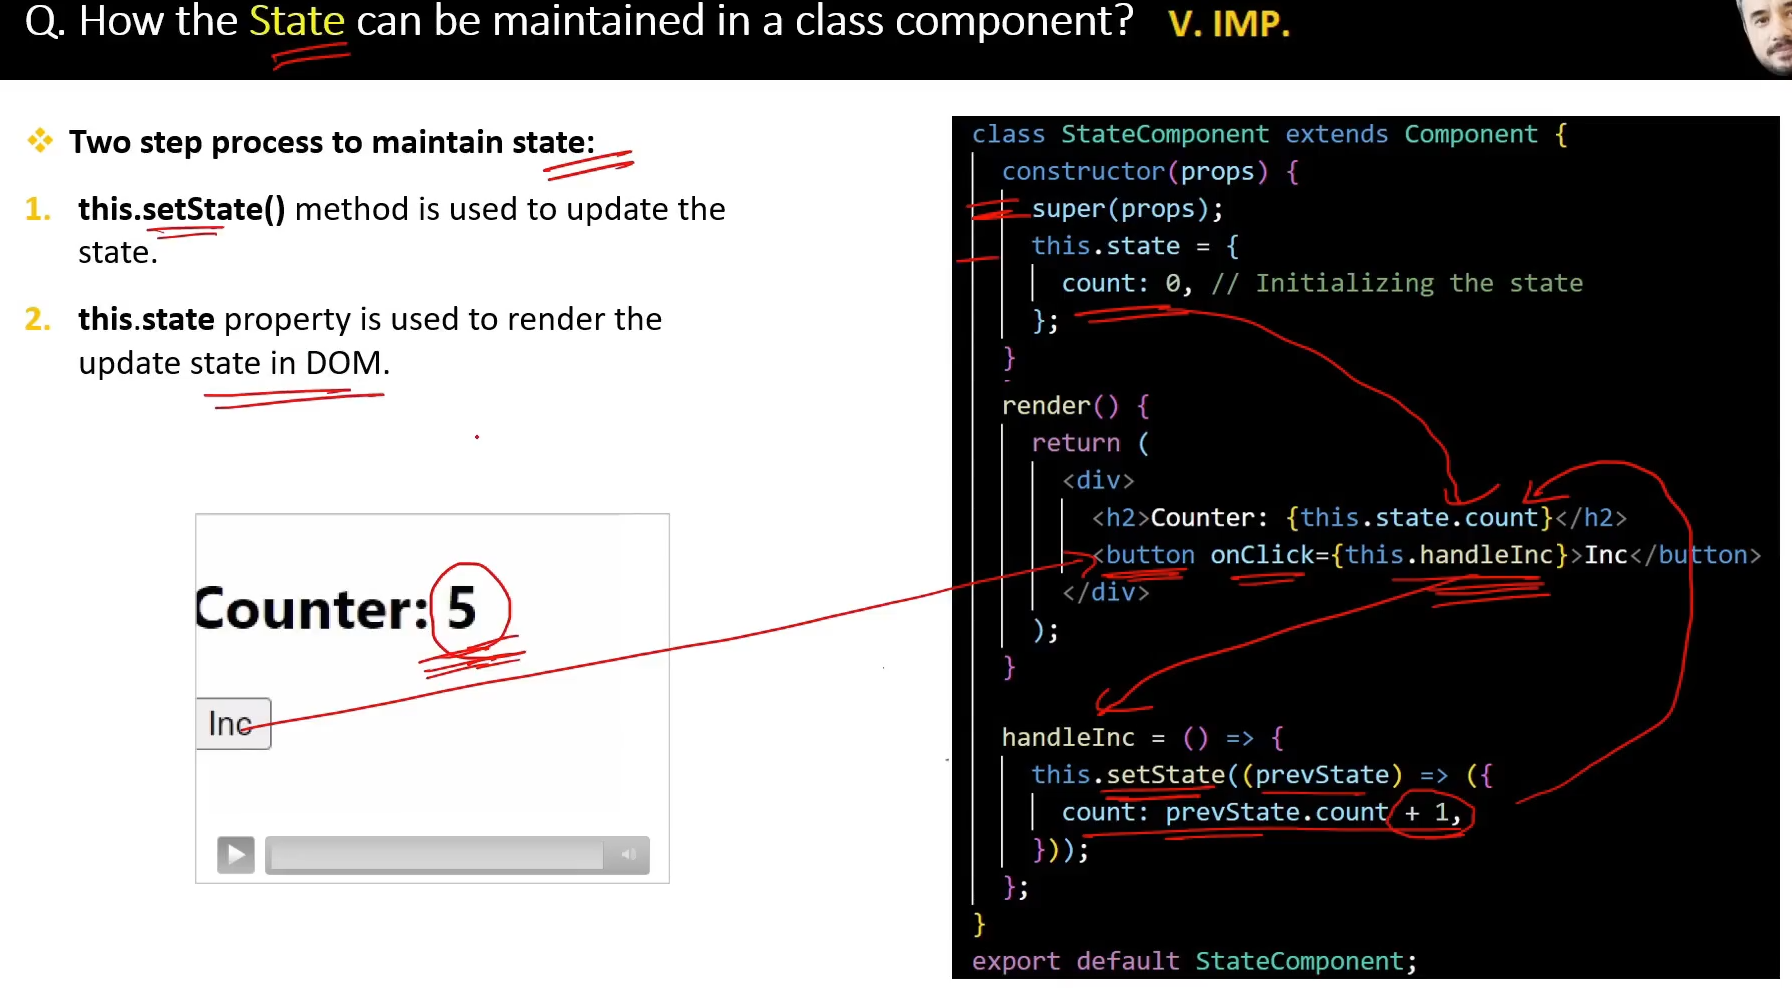 Q. How the State can be maintained in a class component? V. IMP.
❖ Two step process to maintain state:
1. this.setState() method is used to update the
state.
2. this.state property is used to render the
update state in DOM.
Counter: 5
Inc
class StateComponent extends Component {
constructor(props) {
super(props);
this.state = {
count: 0, // Initializing the state
};
}
render() {
return (
<div>
<h2>Counter: {this.state.count}</h2>
<button onClick={this.handleInc}>Inc</button>
</div>
);
}
handleInc = () => {
this.setState((prevState) => ({
count: prevState.count + 1,
}));
};
}
export default StateComponent;